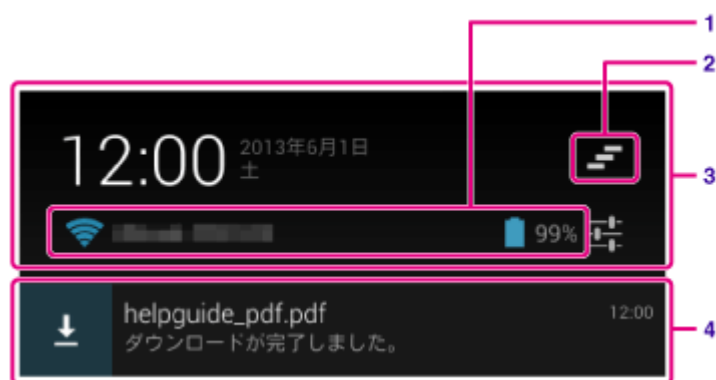 1
2
12:00 2013年6月1日
土
3
99%
helpguide_pdf.pdf 12:00
ダウンロードが完了しました。
4